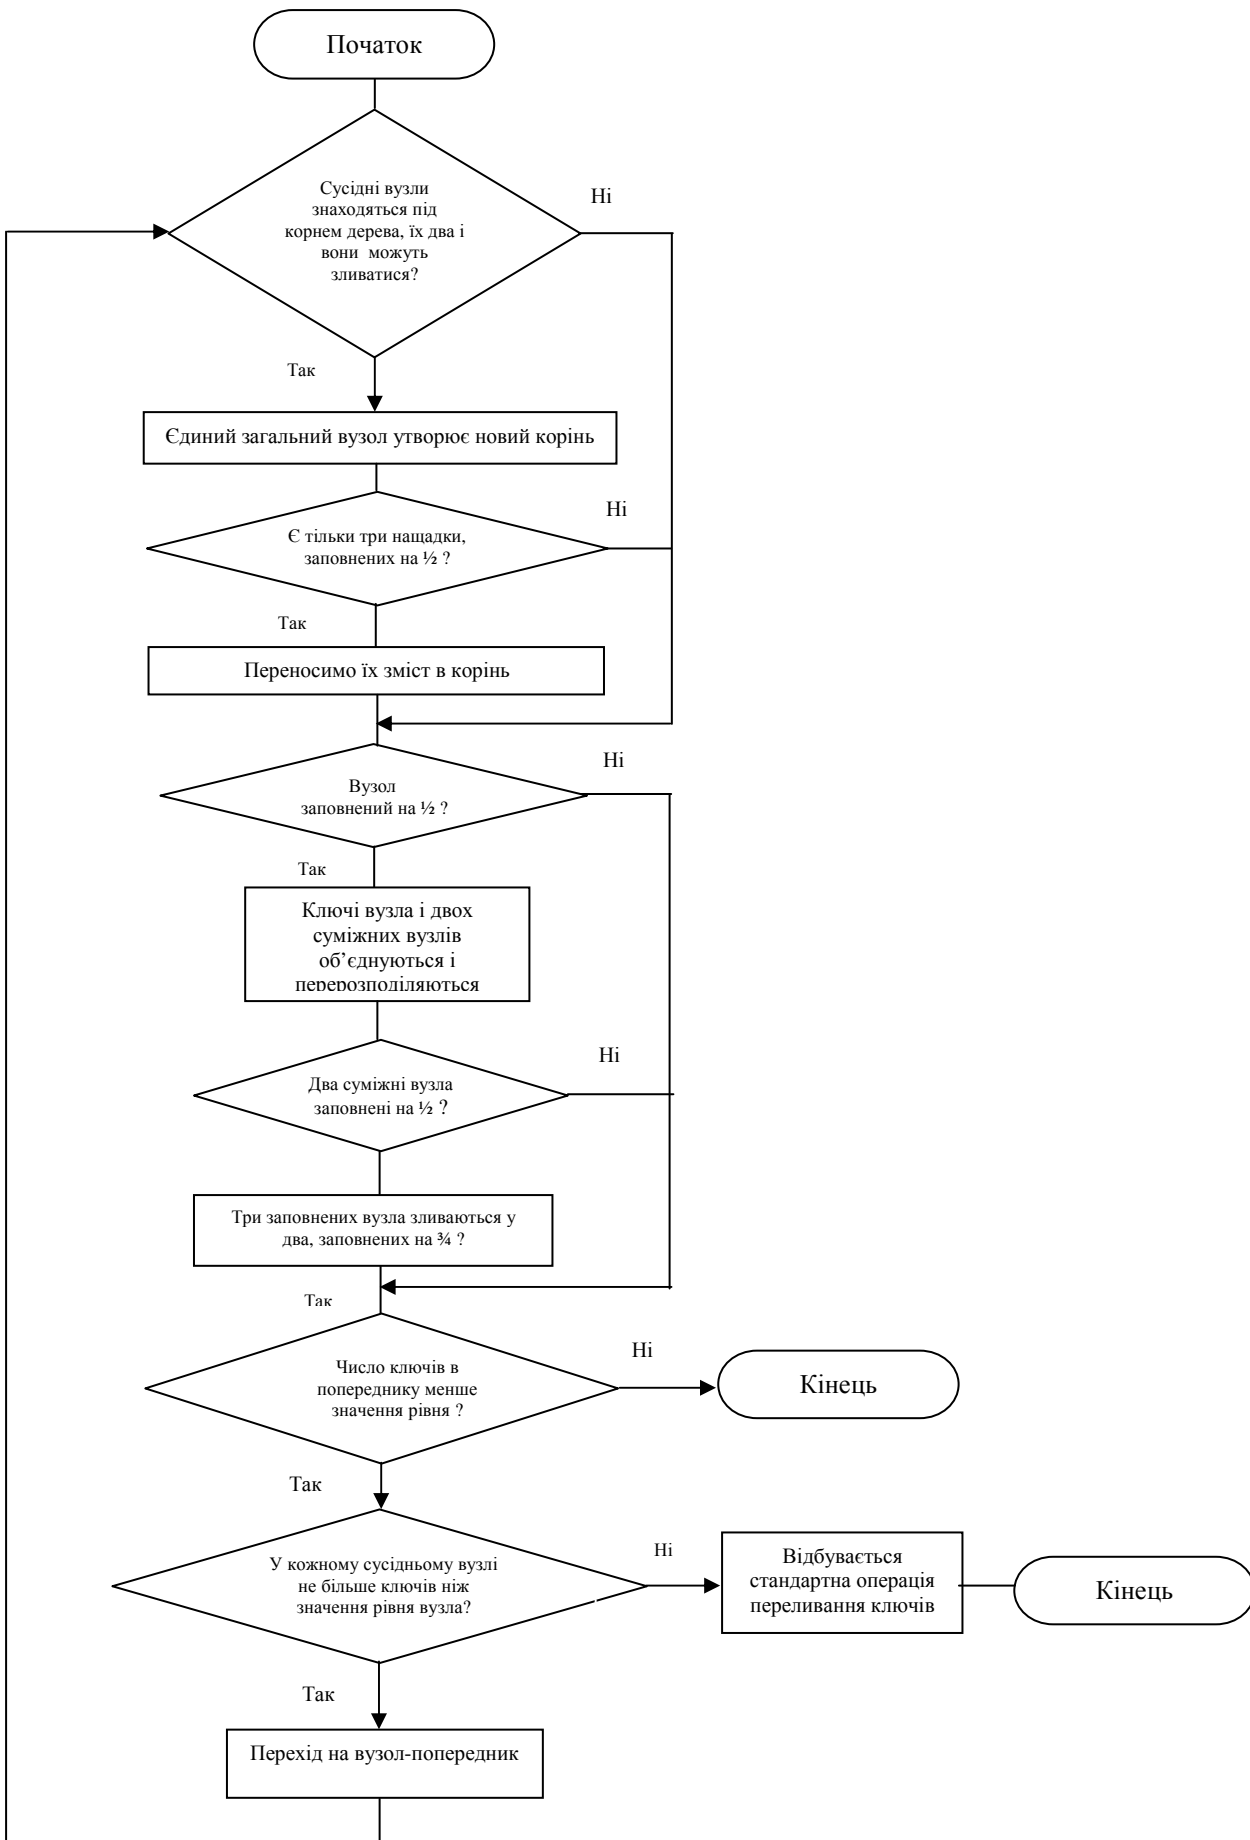 Початок
Сусідні вузли
знаходяться під
корнем дерева, їх два і
вони можуть
зливатися?
Ні
Так
Єдиний загальний вузол утворює новий корінь
Ні
Є тільки три нащадки,
заповнених на ½ ?
Так
Переносимо їх зміст в корінь
Ні
Вузол
заповнений на ½ ?
Так
Ключі вузла і двох
суміжних вузлів
об’єднуються і
перерозподіляються
Ні
Два суміжні вузла
заповнені на ½ ?
Три заповнених вузла зливаються у
два, заповнених на ¾ ?
Так
Ні
Число ключів в
попереднику менше
значення рівня ?
Кінець
Так
Ні
У кожному сусідньому вузлі
не більше ключів ніж
значення рівня вузла?
Відбувається
стандартна операція
переливання ключів
Кінець
Так
Перехід на вузол-попередник